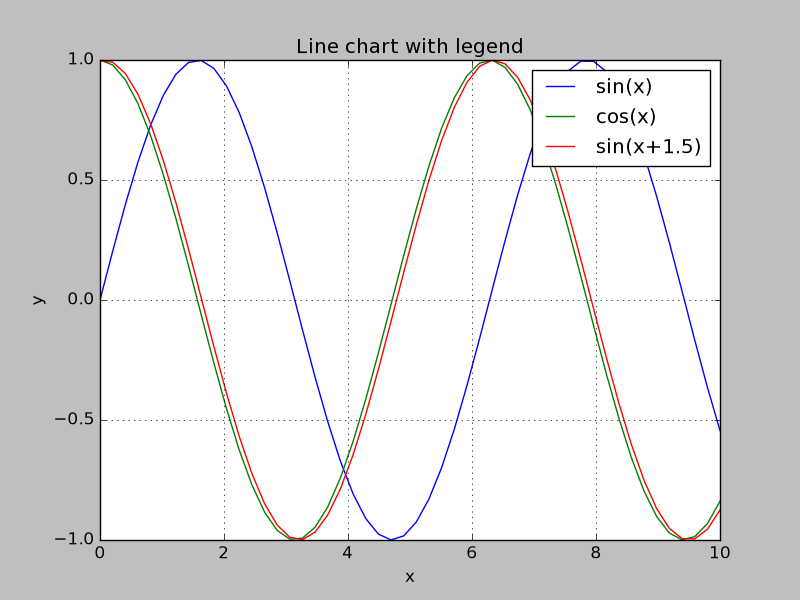 Line chart with legend
sin(x)
cos(x)
sin(x+1.5)
1.0
0.5
0.0
−0.5
−1.0
y
0 2 4 6 8 10
x